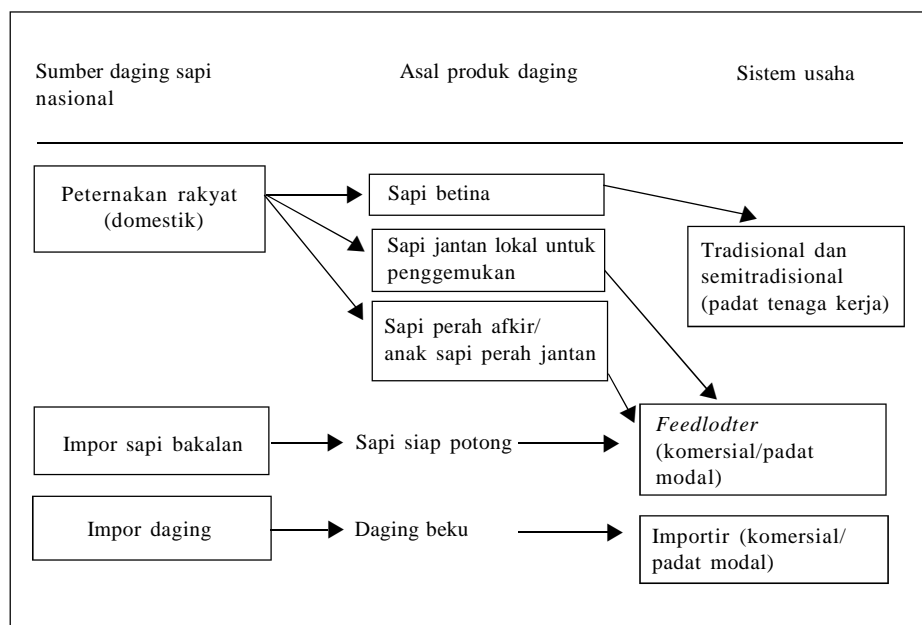 Sumber daging sapi
nasional
Asal produk daging
Sistem usaha
Peternakan rakyat
(domestik)
Sapi betina
Sapi jantan lokal untuk
penggemukan
Sapi perah afkir/
anak sapi perah jantan
Tradisional dan
semitradisional
(padat tenaga kerja)
Impor sapi bakalan
Sapi siap potong
Feedlodter
(komersial/padat
modal)
Impor daging
Daging beku
Importir (komersial/
padat modal)